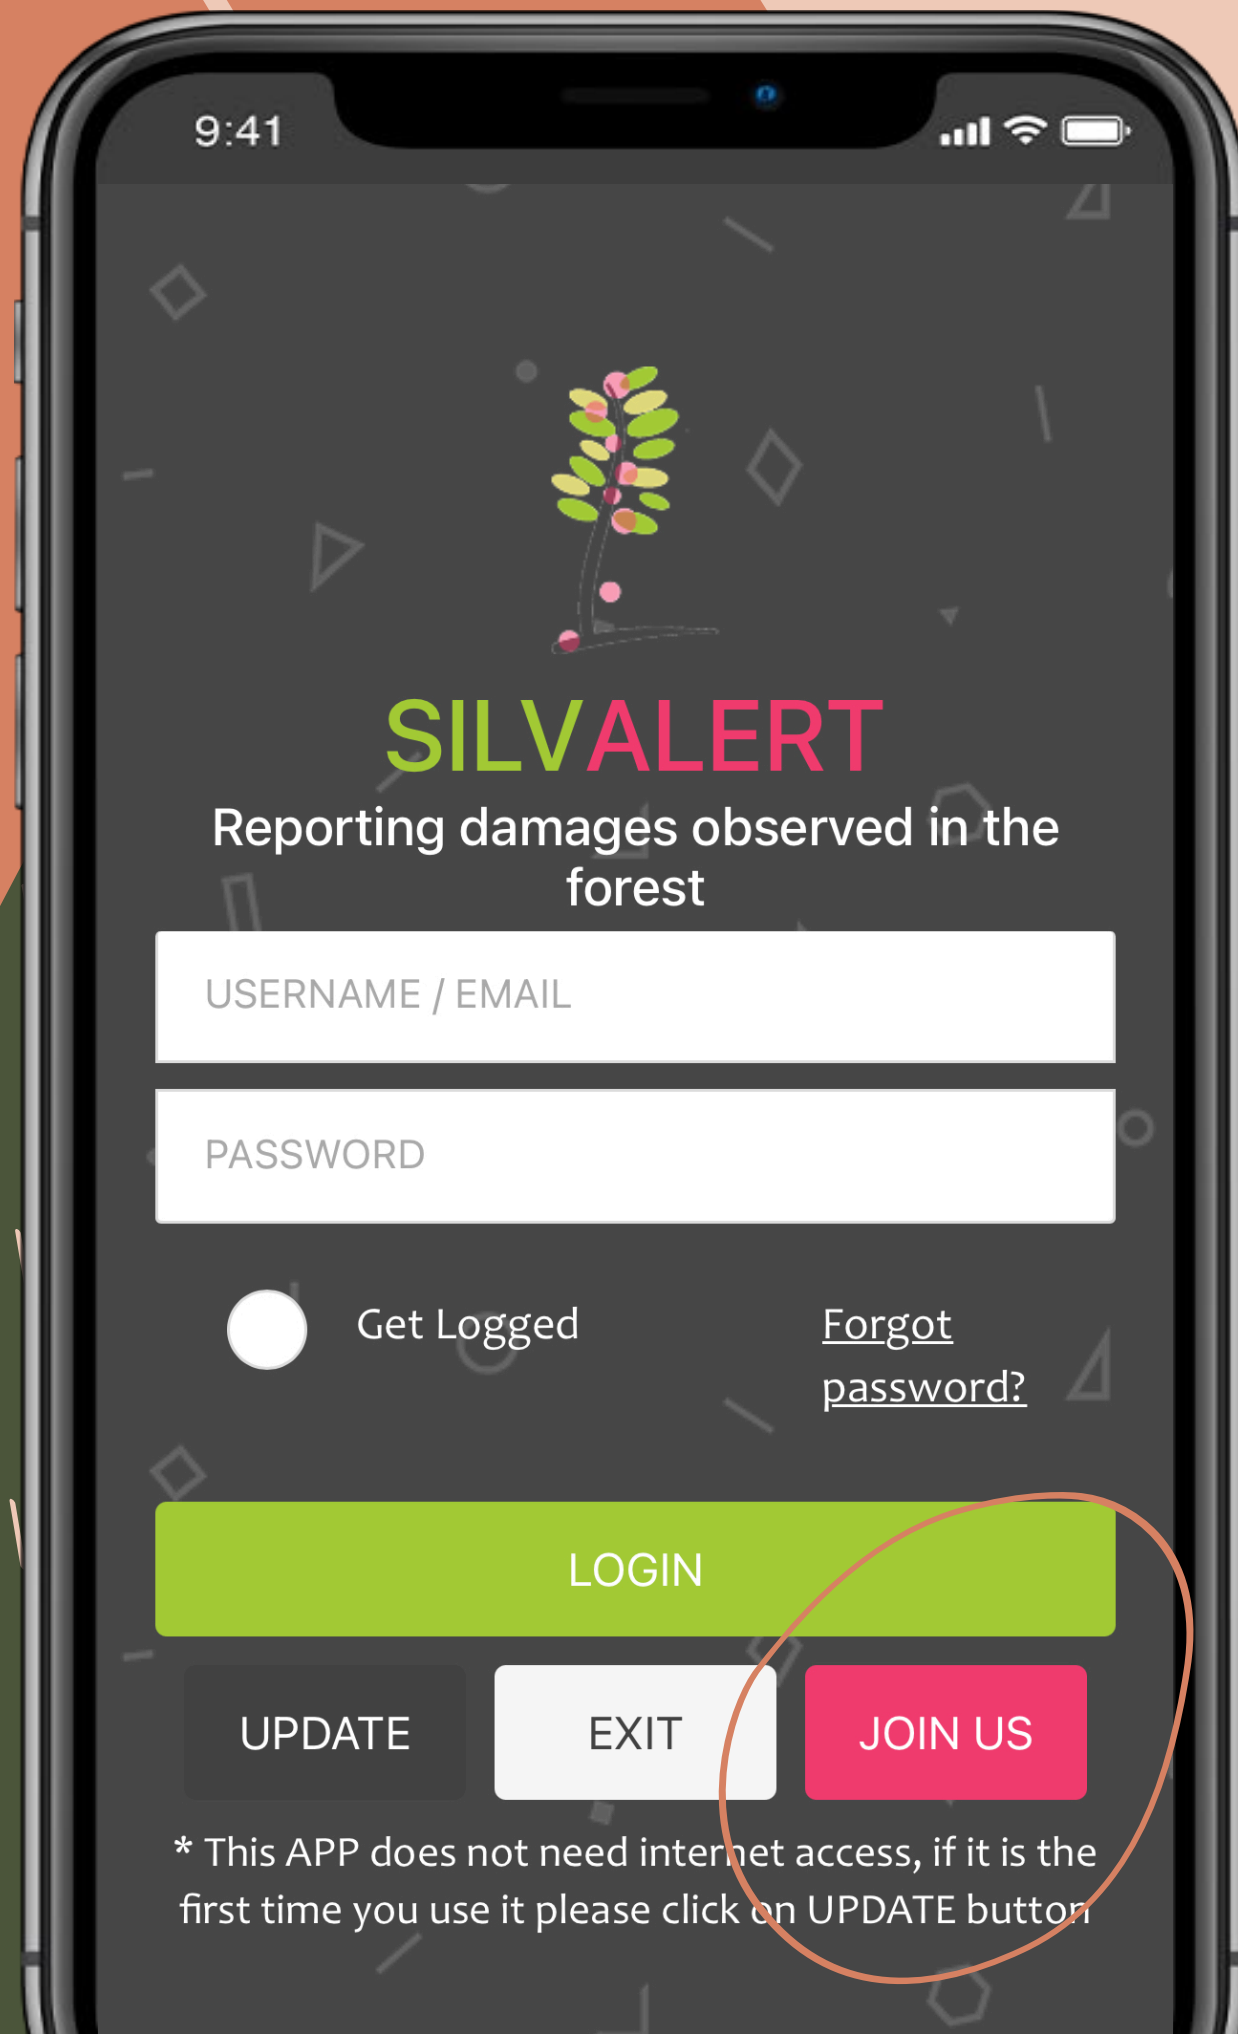 9:41
SILVALERT
Reporting damages observed in the
forest
USERNAME / EMAIL
PASSWORD
Get Logged
Forgot
password?
LOGIN
UPDATE
EXIT
JOIN US
* This APP does not need internet access, if it is the
first time you use it please click on UPDATE button